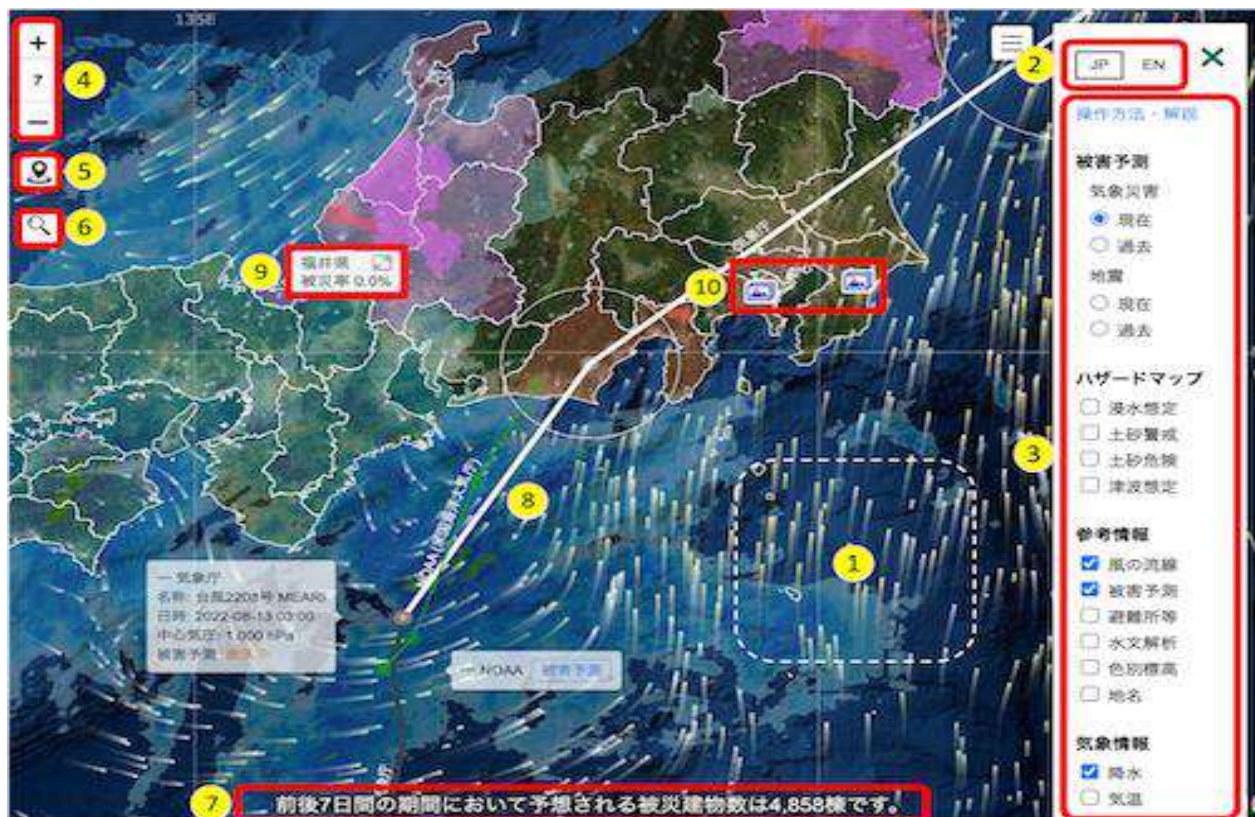 135E
+
7
−
4
5
6
9
福井県
被災率 0.0%
10
気象庁
2
JP EN
操作方法・解説
被害予測
気象災害
現在
過去
地震
現在
過去
ハザードマップ
浸水想定
土砂警戒
土砂危険
津波想定
3
参考情報
風の流線
被害予測
避難所等
水文解析
色別標高
地名
気象情報
降水
気温
8
1
— 気象庁
名称: 台風2208号 MEARI
日時: 2022-08-13 03:00
中心気圧: 1,000 hPa
被害予測
— NOAA 被害予測
7
前後7日間の期間において予想される被災建物数は4,858棟です。